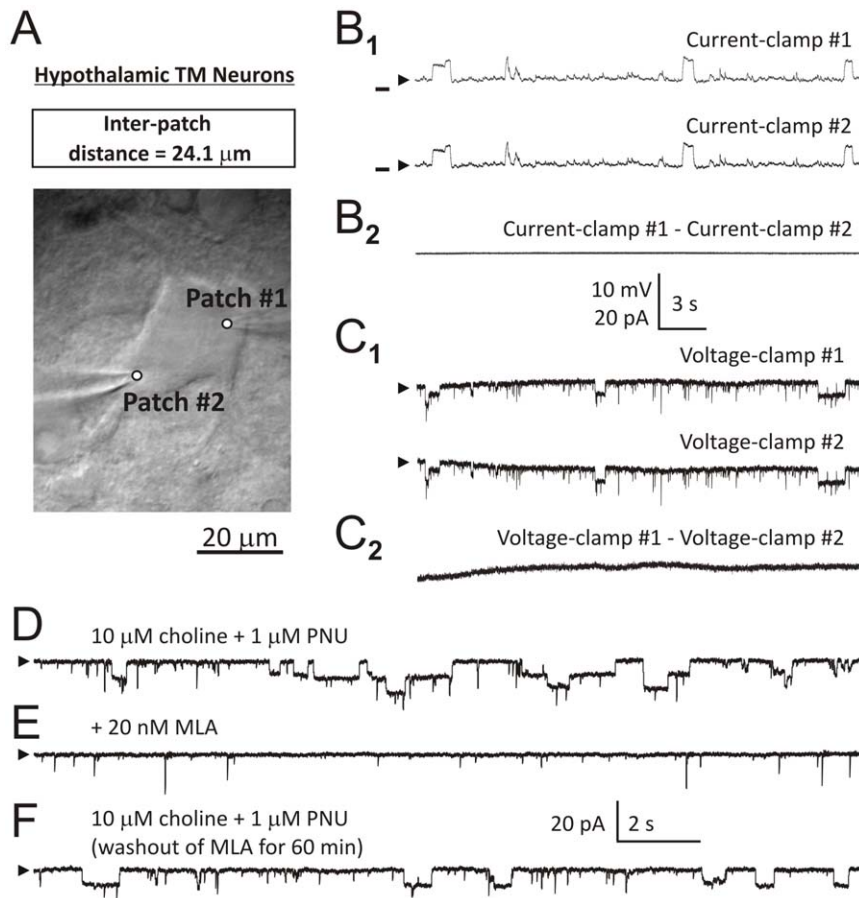 A
Hypothalamic TM Neurons
Inter-patch
distance = 24.1 μm
Patch #1
Patch #2
20 μm
B1
Current-clamp #1
Current-clamp #2
B2
Current-clamp #1 - Current-clamp #2
10 mV
20 pA
3 s
C1
Voltage-clamp #1
Voltage-clamp #2
C2
Voltage-clamp #1 - Voltage-clamp #2
D
10 μM choline + 1 μM PNU
E
+ 20 nM MLA
F
10 μM choline + 1 μM PNU
(washout of MLA for 60 min)
20 pA
2 s